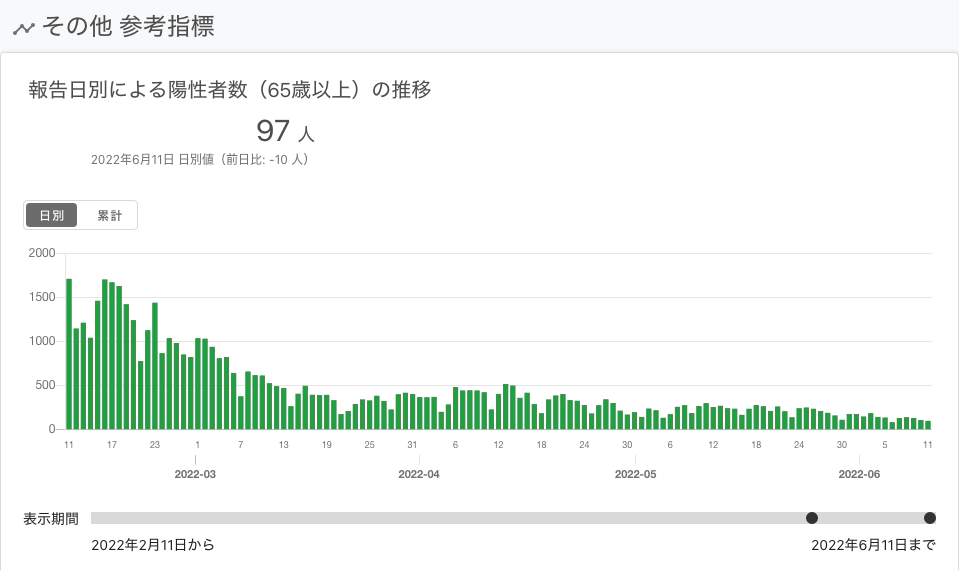 その他 参考指標
報告日別による陽性者数（65歳以上）の推移
97 人
2022年6月11日 日別値（前日比: -10 人）
日別 累計
2000
1500
1000
500
0
11 17 23 1 7 13 19 25 31 6 12 18 24 30 6 12 18 24 30 5 11
2022-03 2022-04 2022-05 2022-06
表示期間
2022年2月11日から 2022年6月11日まで